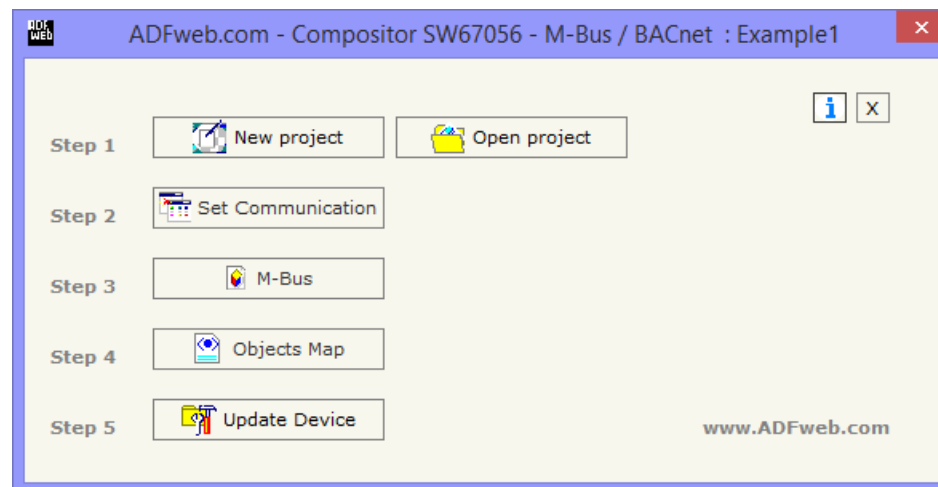 ADF WEB ADFweb.com - Compositor SW67056 - M-Bus / BACnet : Example1
i X
Step 1 New project Open project
Step 2 Set Communication
Step 3 M-Bus
Step 4 Objects Map
Step 5 Update Device
www.ADFweb.com